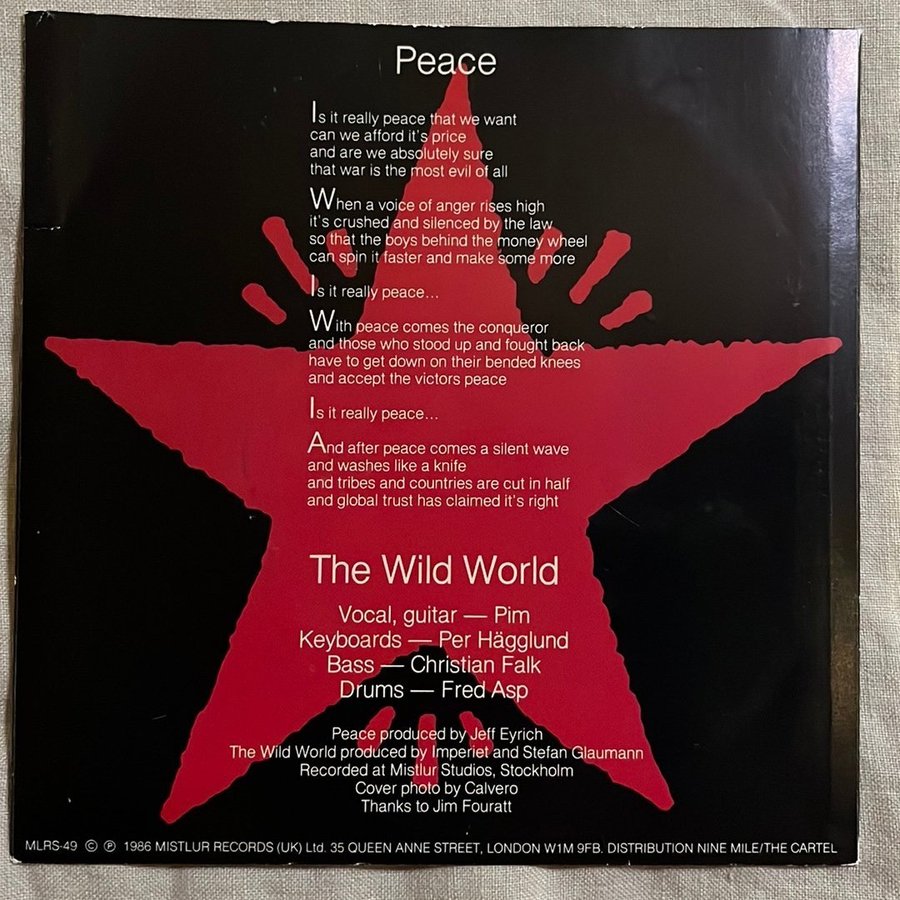 Peace
Is it really peace that we want
can we afford it's price
and are we absolutely sure
that war is the most evil of all
When a voice of anger rises high
it's crushed and silenced by the law
so that the boys behind the money wheel
can spin it faster and make some more
Is it really peace...
With peace comes the conqueror
and those who stood up and fought back
have to get down on their bended knees
and accept the victors peace
Is it really peace...
And after peace comes a silent wave
and washes like a knife
and tribes and countries are cut in half
and global trust has claimed it's right
The Wild World
Vocal, guitar — Pim
Keyboards — Per Hägglund
Bass — Christian Falk
Drums — Fred Asp
Peace produced by Jeff Eyrich
The Wild World produced by Imperiet and Stefan Glaumann
Recorded at Mistlur Studios, Stockholm
Cover photo by Calvero
Thanks to Jim Fouratt
MLRS-49 © ℗ 1986 MISTLUR RECORDS (UK) Ltd. 35 QUEEN ANNE STREET, LONDON W1M 9FB. DISTRIBUTION NINE MILE/THE CARTEL